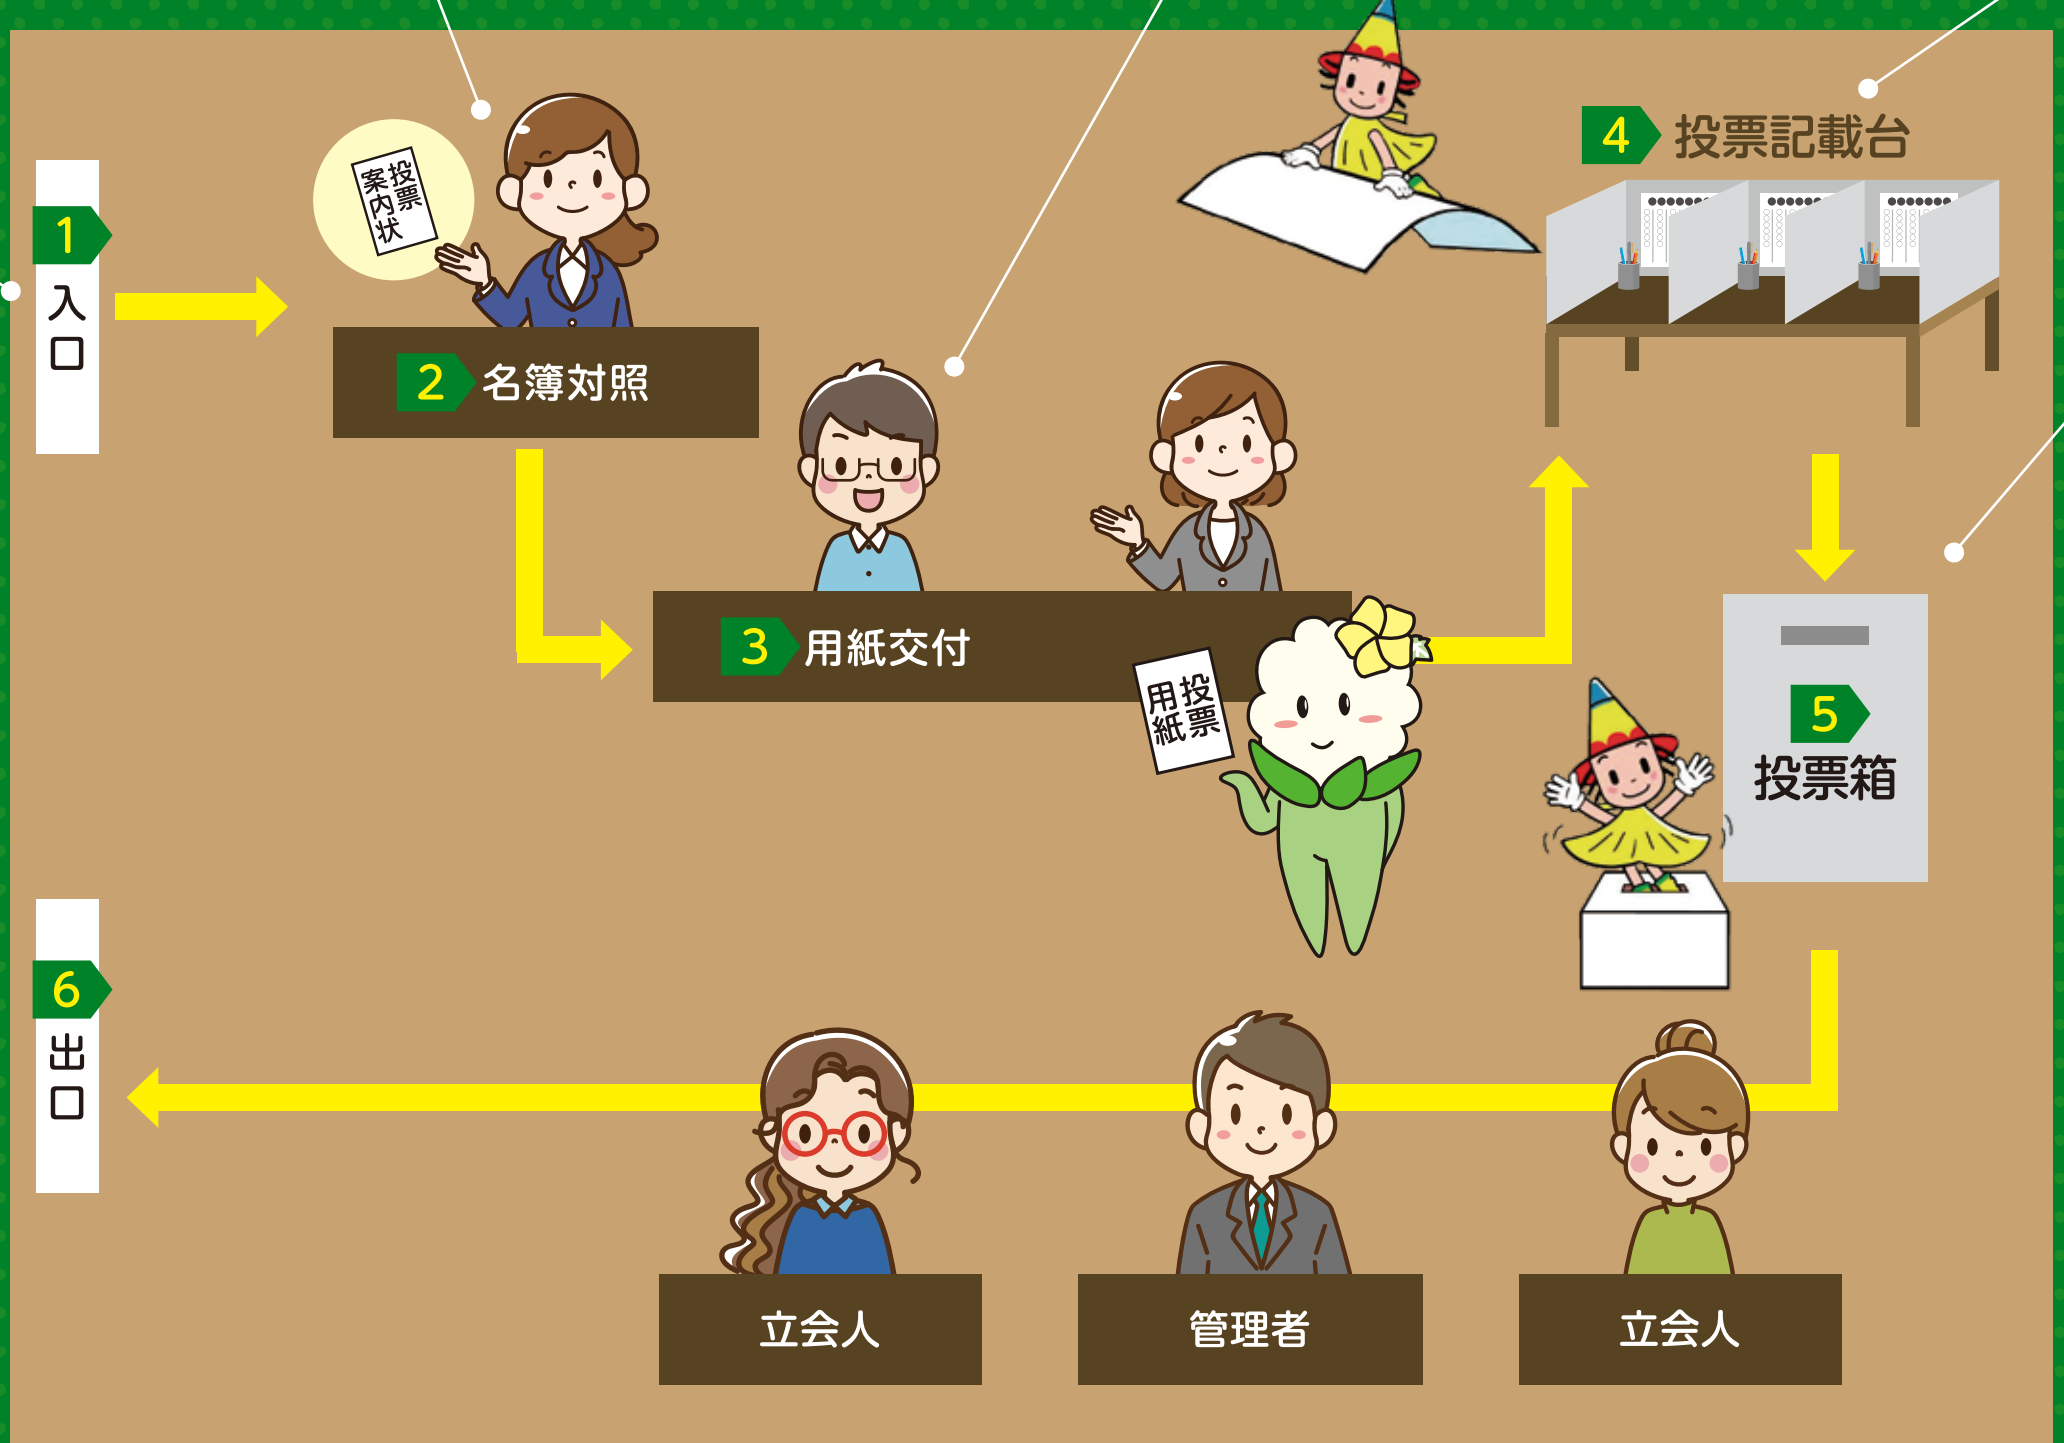 1
入口
投票
案内状
2 名簿対照
3 用紙交付
投票
用紙
4 投票記載台
5
投票箱
6
出口
立会人
管理者
立会人